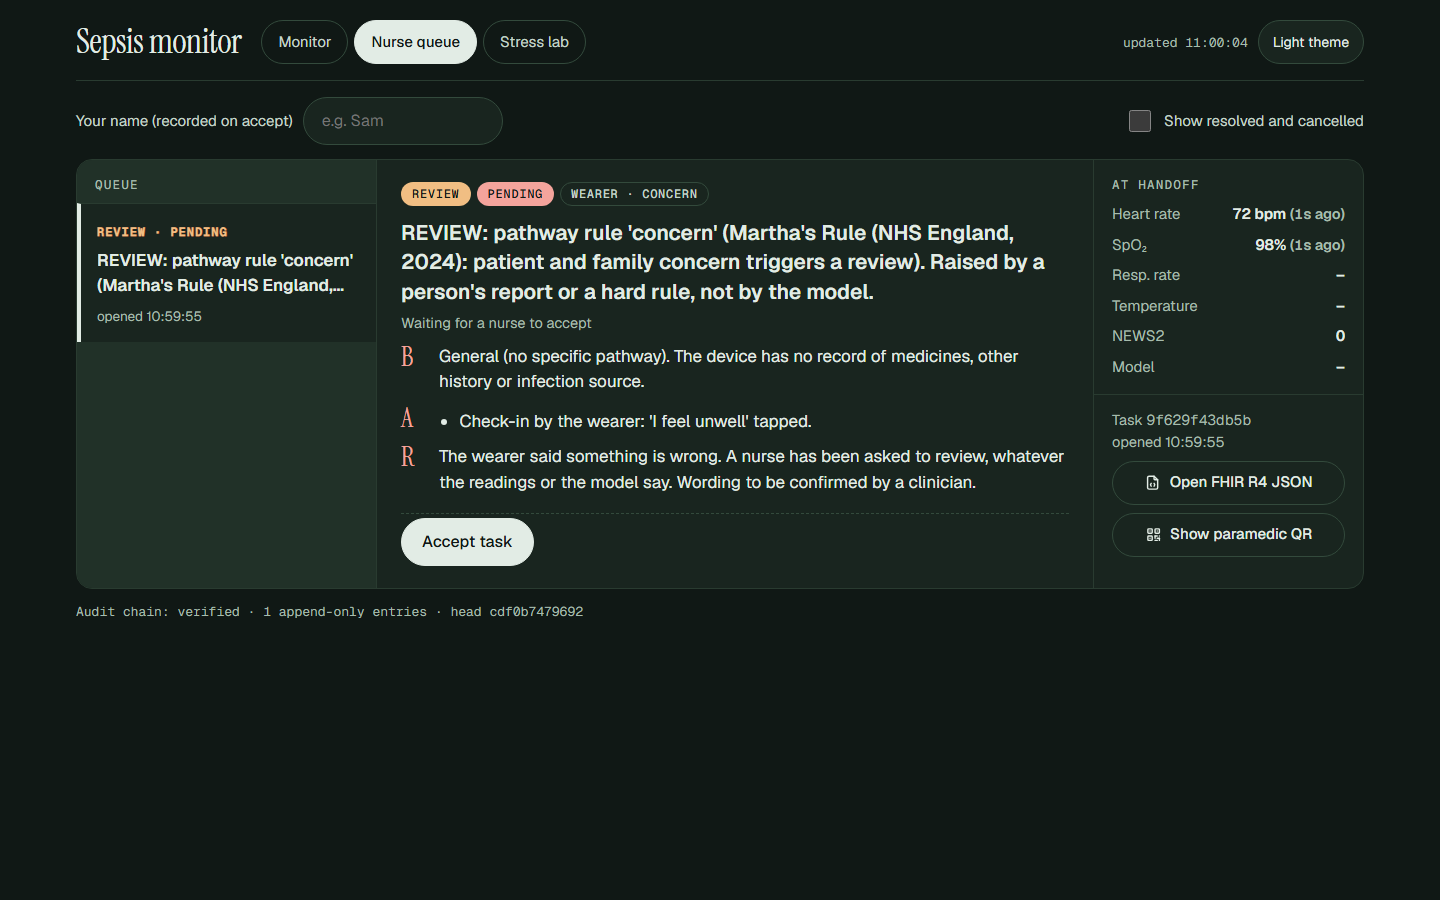 Sepsis monitor
Monitor
Nurse queue
Stress lab
updated 11:00:04
Light theme
Your name (recorded on accept)
e.g. Sam
Show resolved and cancelled
QUEUE
REVIEW · PENDING
REVIEW: pathway rule 'concern'
(Martha's Rule (NHS England,...
opened 10:59:55
REVIEW
PENDING
WEARER · CONCERN
REVIEW: pathway rule 'concern' (Martha's Rule (NHS England,
2024): patient and family concern triggers a review). Raised by a
person's report or a hard rule, not by the model.
Waiting for a nurse to accept
B
General (no specific pathway). The device has no record of medicines, other
history or infection source.
A
• Check-in by the wearer: 'I feel unwell' tapped.
R
The wearer said something is wrong. A nurse has been asked to review, whatever
the readings or the model say. Wording to be confirmed by a clinician.
Accept task
AT HANDOFF
Heart rate 72 bpm (1s ago)
SpO₂ 98% (1s ago)
Resp. rate –
Temperature –
NEWS2 0
Model –
Task 9f629f43db5b
opened 10:59:55
Open FHIR R4 JSON
Show paramedic QR
Audit chain: verified · 1 append-only entries · head cdf0b7479692